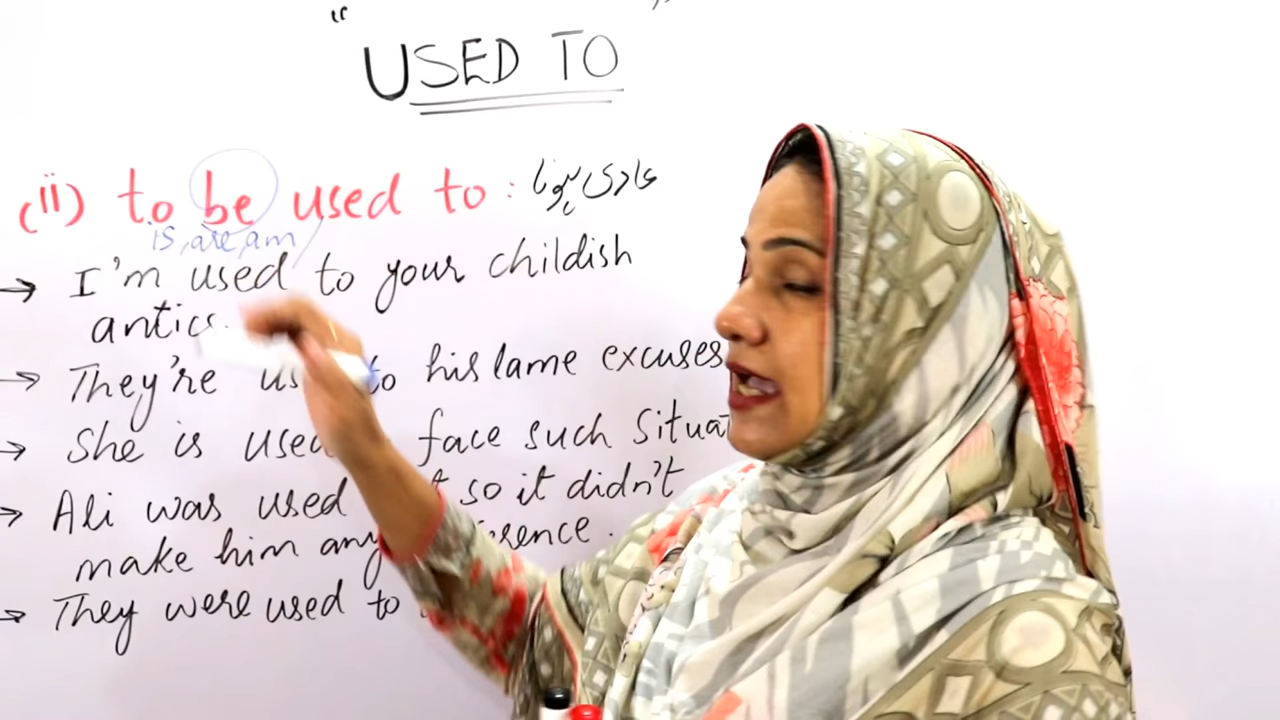 "USED TO"
(ii) to be used to : عادی ہونا
is, are, am
→ I'm used to your childish
antics.
→ They're to his lame excuses
→ She is face such
→ Ali was used so it didn't
make him any
→ They were used to